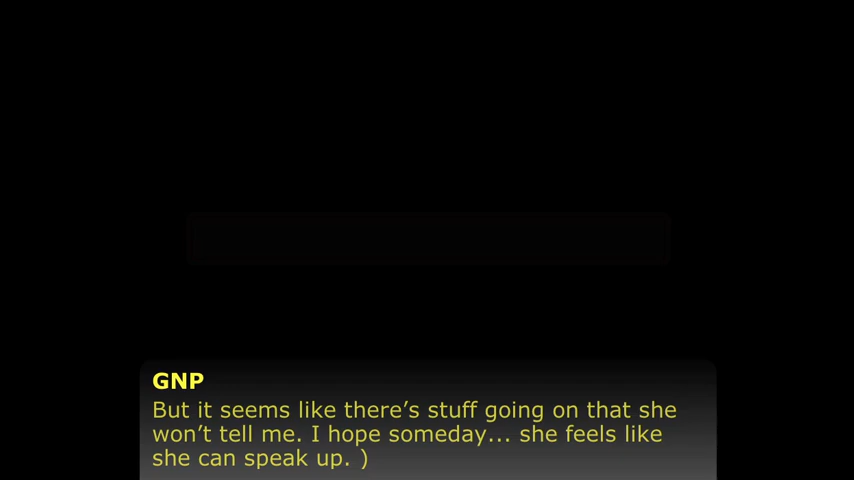 GNP
But it seems like there’s stuff going on that she
won’t tell me. I hope someday... she feels like
she can speak up. )